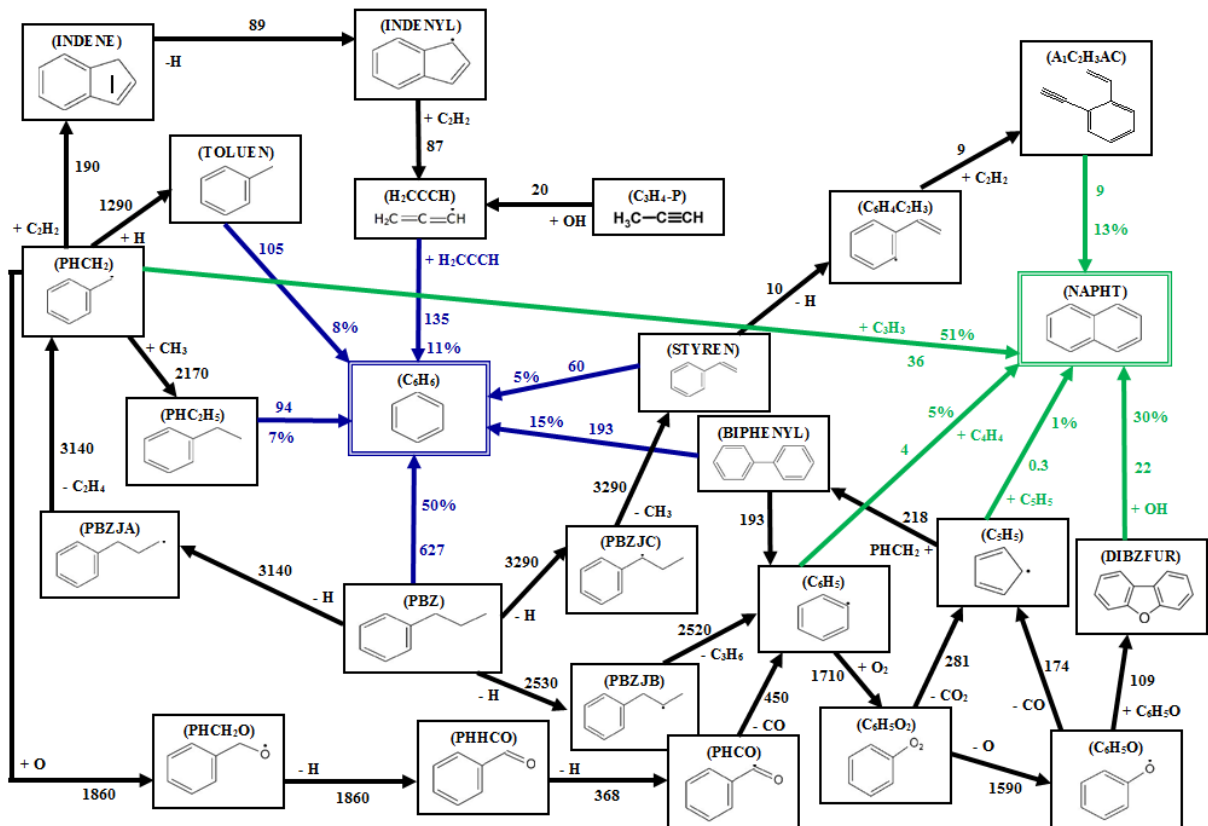 (INDENE)
89
-H
(INDENYL)
(A₁C₂H₃AC)
+ C₂H₂
87
190
(TOLUEN)
1290
+ H
+ C₂H₂
(H₂CCCH)
H₂C=C=CH
20
+ OH
(C₃H₄-P)
H₃C–C≡CH
9
+ C₂H₂
(C₆H₄C₂H₃)
9
13%
(PHCH₂)
105
8%
+ H₂CCCH
135
11%
10
- H
+ C₃H₃
51%
36
(NAPHT)
+ CH₃
2170
(C₆H₆)
5%
60
(STYREN)
(PHC₂H₅)
94
7%
15%
193
(BIPHENYL)
5%
+ C₄H₄
4
1%
0.3
+ C₅H₅
30%
22
+ OH
3140
- C₂H₄
(PBZJA)
50%
627
3290
- CH₃
(PBZJC)
193
218
PHCH₂ +
(C₅H₅)
(DIBZFUR)
O
3140
- H
(PBZ)
3290
- H
(C₆H₅)
2520
- C₃H₆
2530
- H
(PBZJB)
450
- CO
1710
+ O₂
281
- CO₂
174
- CO
109
+ C₆H₅O
(PHCH₂O)
O
(PHHCO)
O
(PHCO)
O
(C₆H₅O₂)
O₂
(C₆H₅O)
O
+ O
1860
- H
1860
- H
368
- O
1590